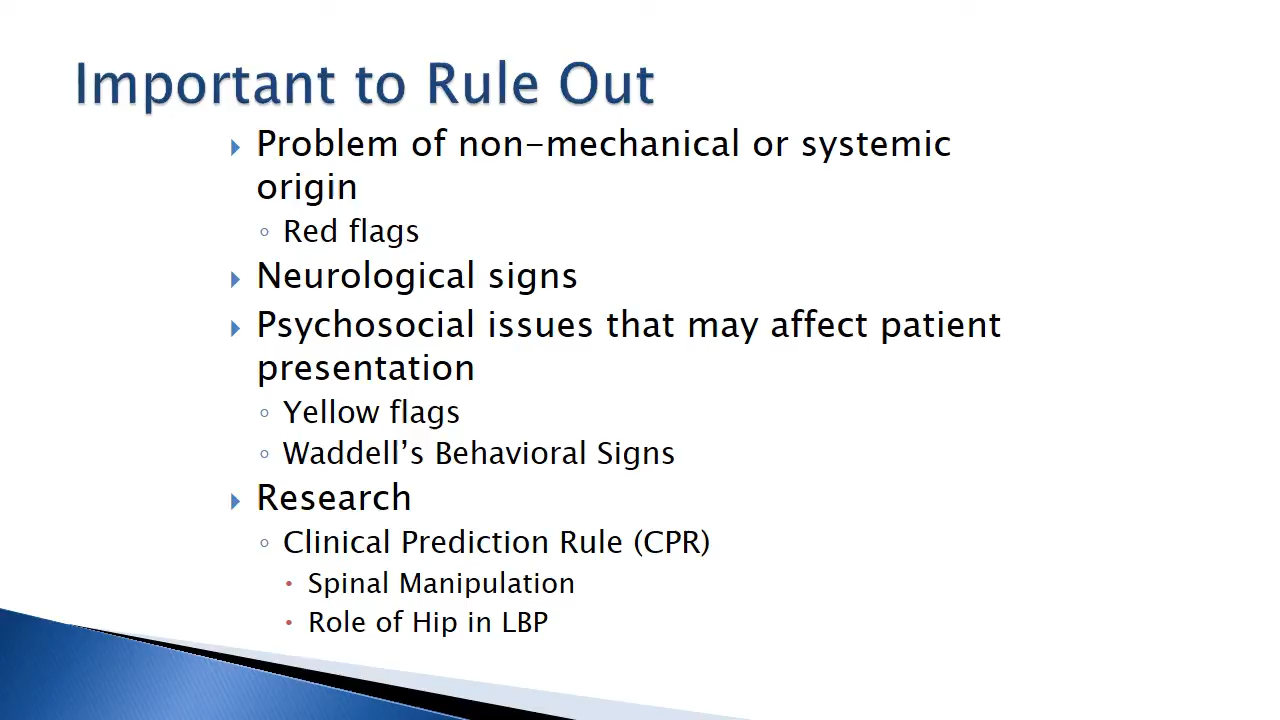 Important to Rule Out
Problem of non-mechanical or systemic
origin
Red flags
Neurological signs
Psychosocial issues that may affect patient
presentation
Yellow flags
Waddell’s Behavioral Signs
Research
Clinical Prediction Rule (CPR)
Spinal Manipulation
Role of Hip in LBP